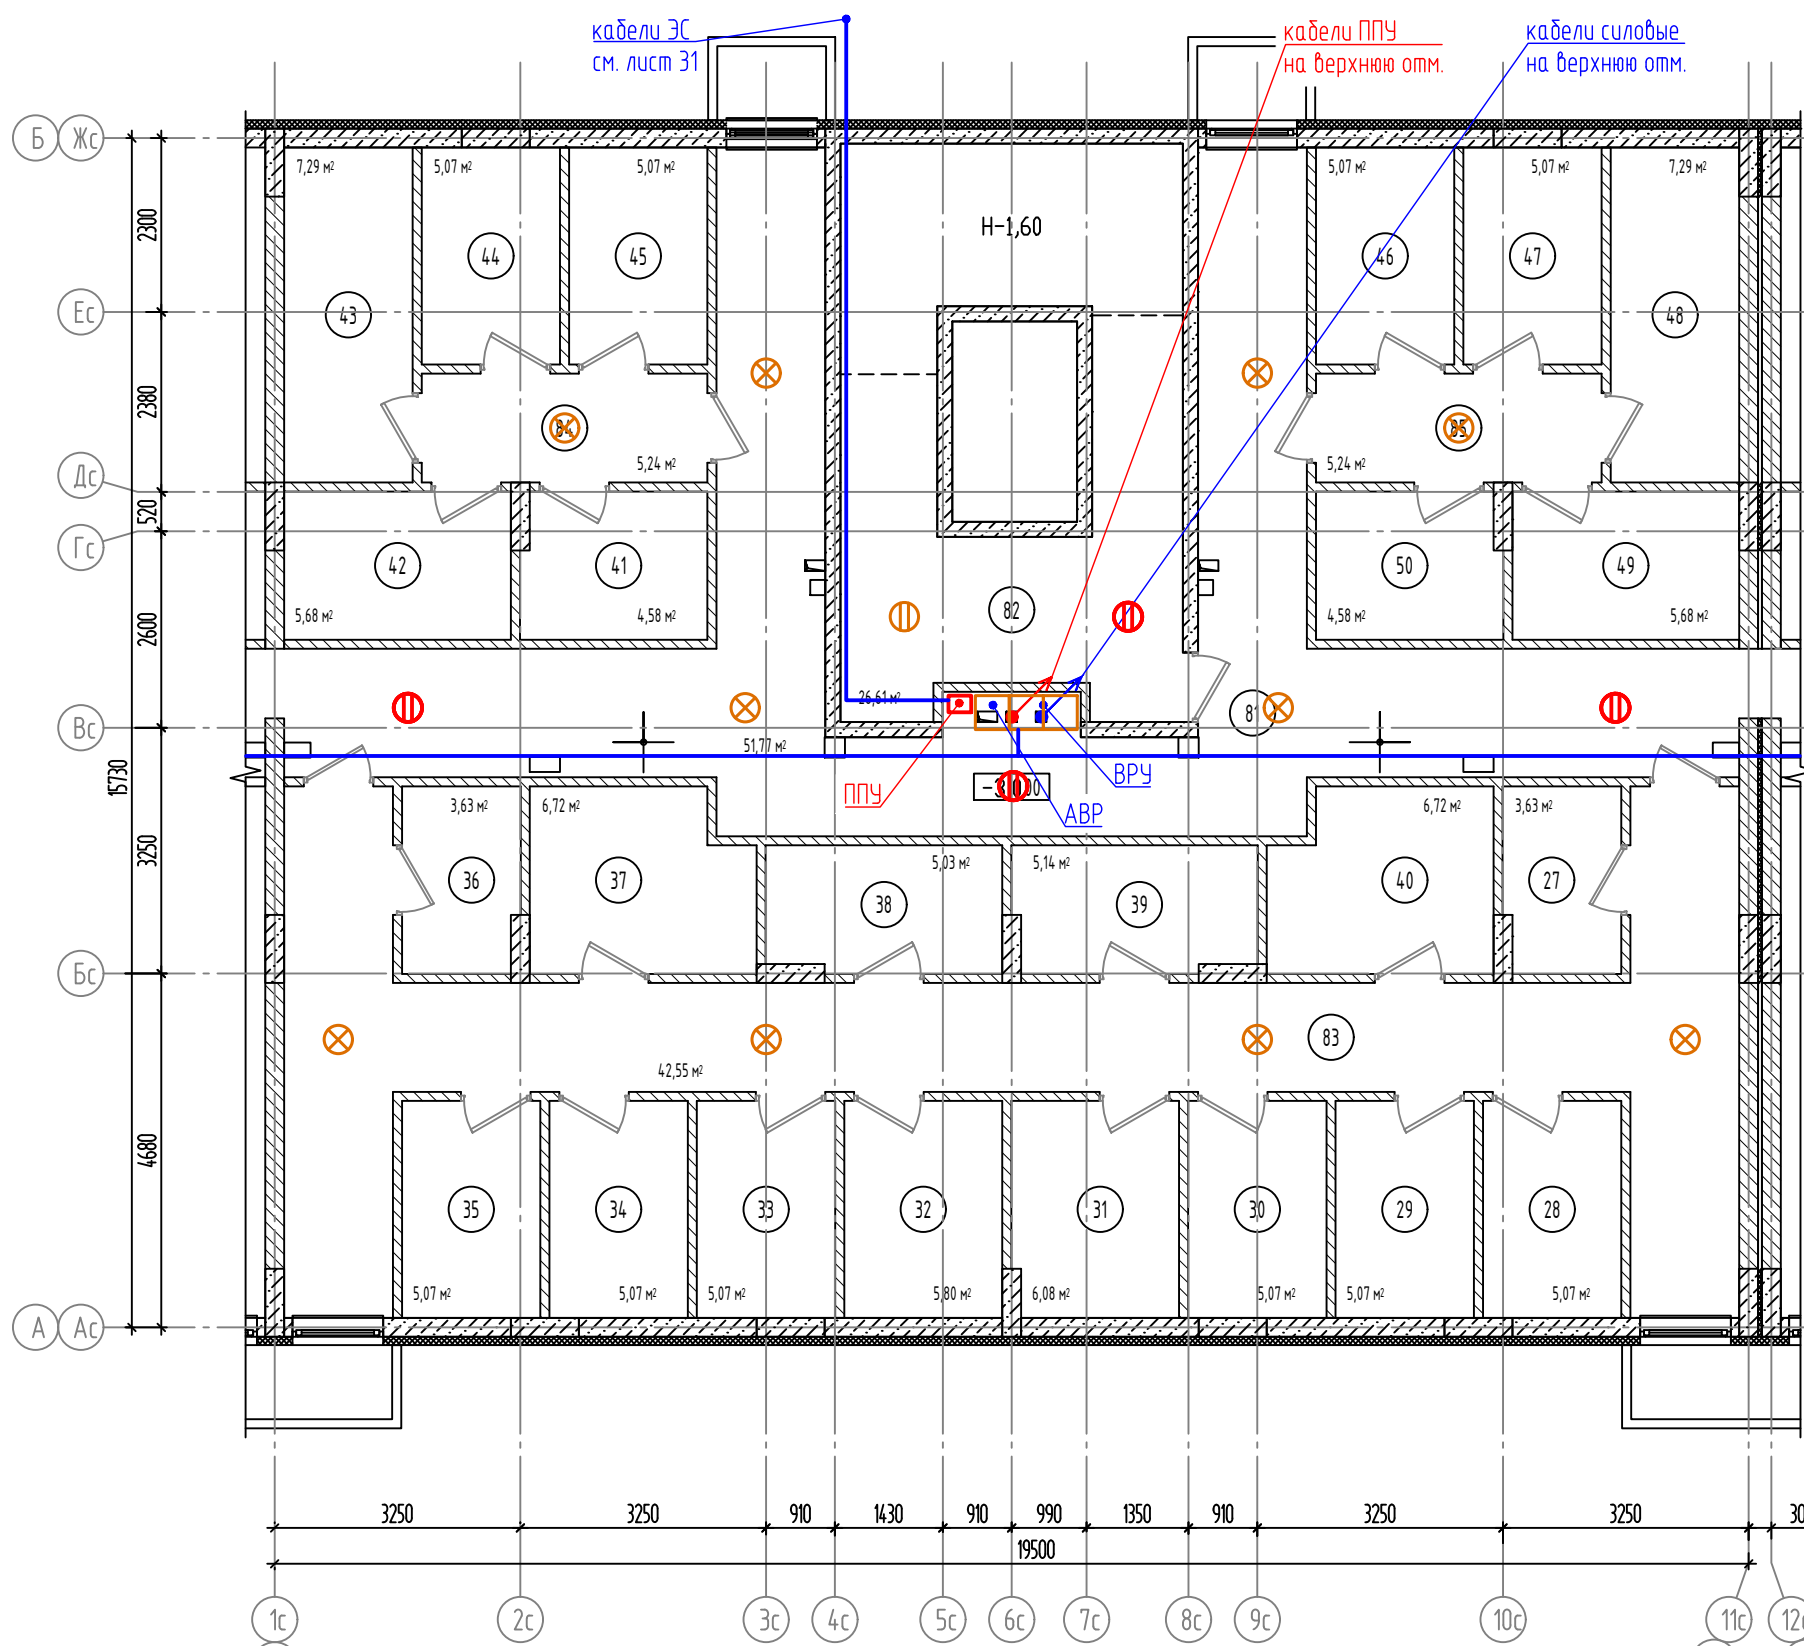 кабели ЭС
см. лист 31
кабели ППУ
на верхнюю отм.
кабели силовые
на верхнюю отм.
Б Жс
7,29 м²
5,07 м²
5,07 м²
5,07 м²
5,07 м²
7,29 м²
2300
Н-1,60
44
45
46
47
Ес
43
48
2380
84
85
5,24 м²
5,24 м²
Дс
520
Гс
42
41
50
49
82
5,68 м²
4,58 м²
4,58 м²
5,68 м²
2600
26,61 м²
81
Вс
51,77 м²
15730
ППУ
ВРУ
АВР
3,63 м²
6,72 м²
6,72 м²
3,63 м²
3250
5,03 м²
5,14 м²
36
37
38
39
40
27
Бс
83
42,55 м²
4680
35
34
33
32
31
30
29
28
5,07 м²
5,07 м²
5,07 м²
5,80 м²
6,08 м²
5,07 м²
5,07 м²
5,07 м²
А Ас
3250
3250
910
1430
910
990
1350
910
3250
3250
30
19500
1с
2с
3с
4с
5с
6с
7с
8с
9с
10с
11с
12с